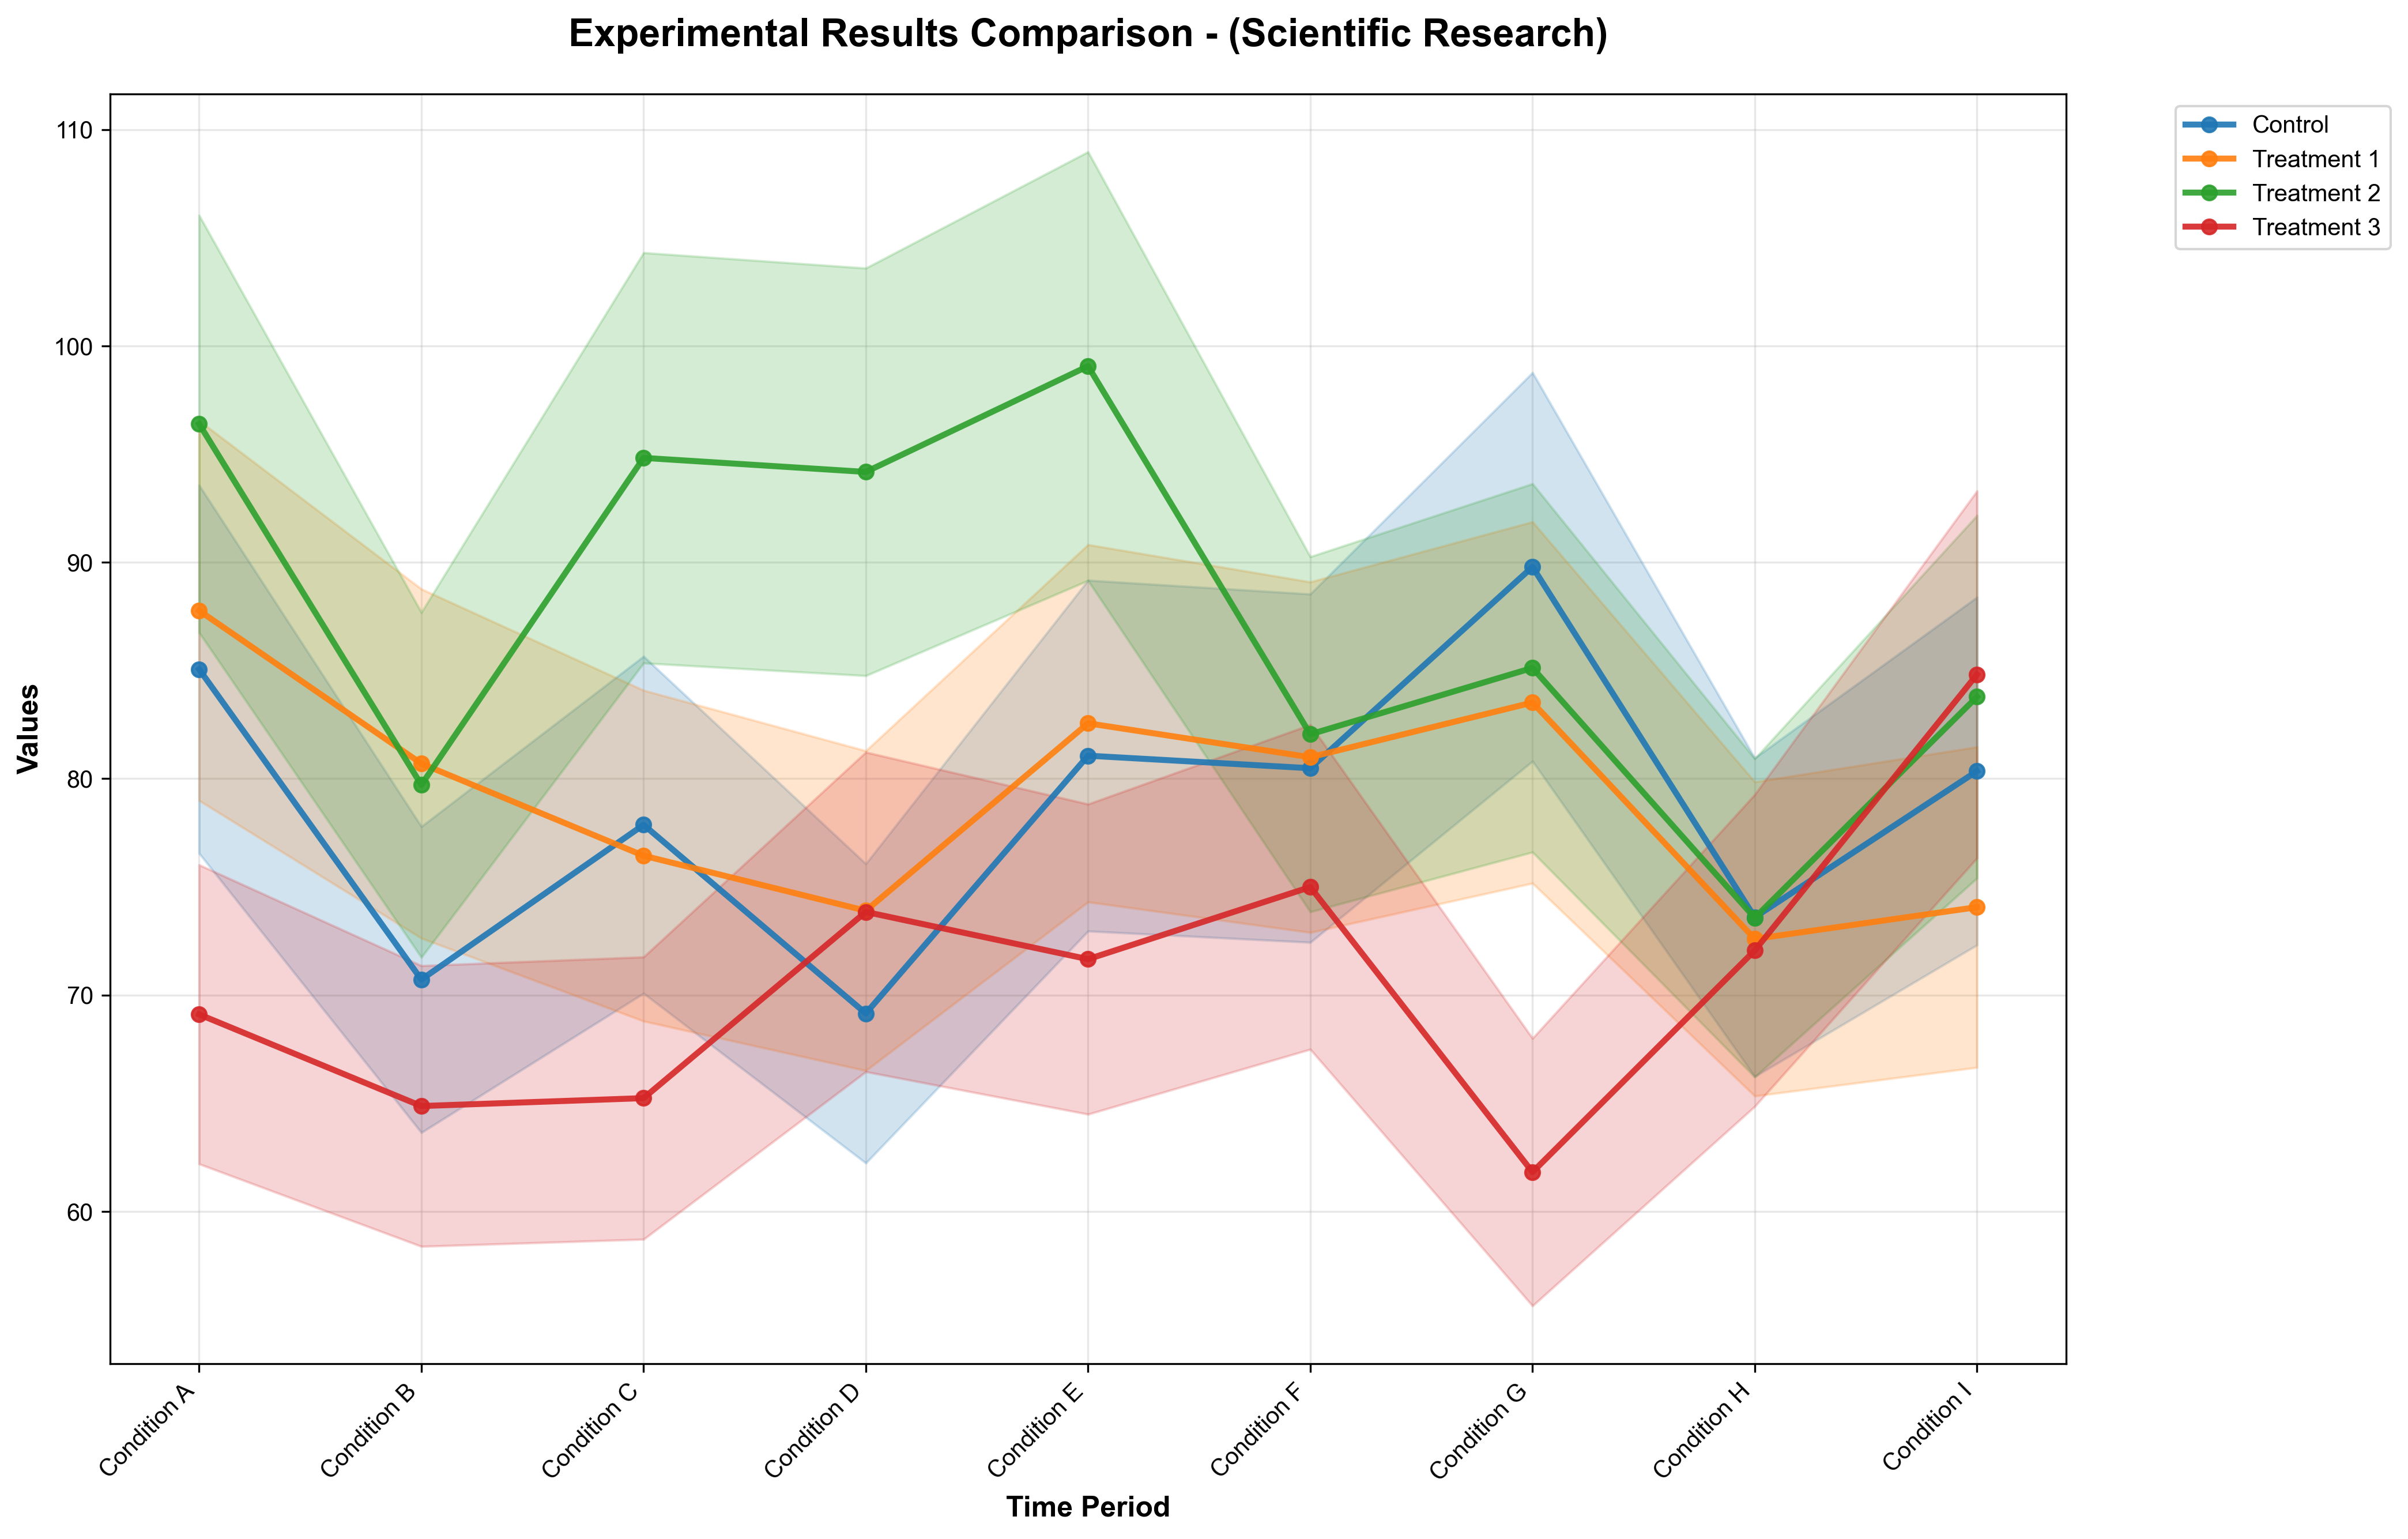 Experimental Results Comparison - (Scientific Research)
Control
Treatment 1
Treatment 2
Treatment 3
Values
110
100
90
80
70
60
Condition A
Condition B
Condition C
Condition D
Condition E
Condition F
Condition G
Condition H
Condition I
Time Period